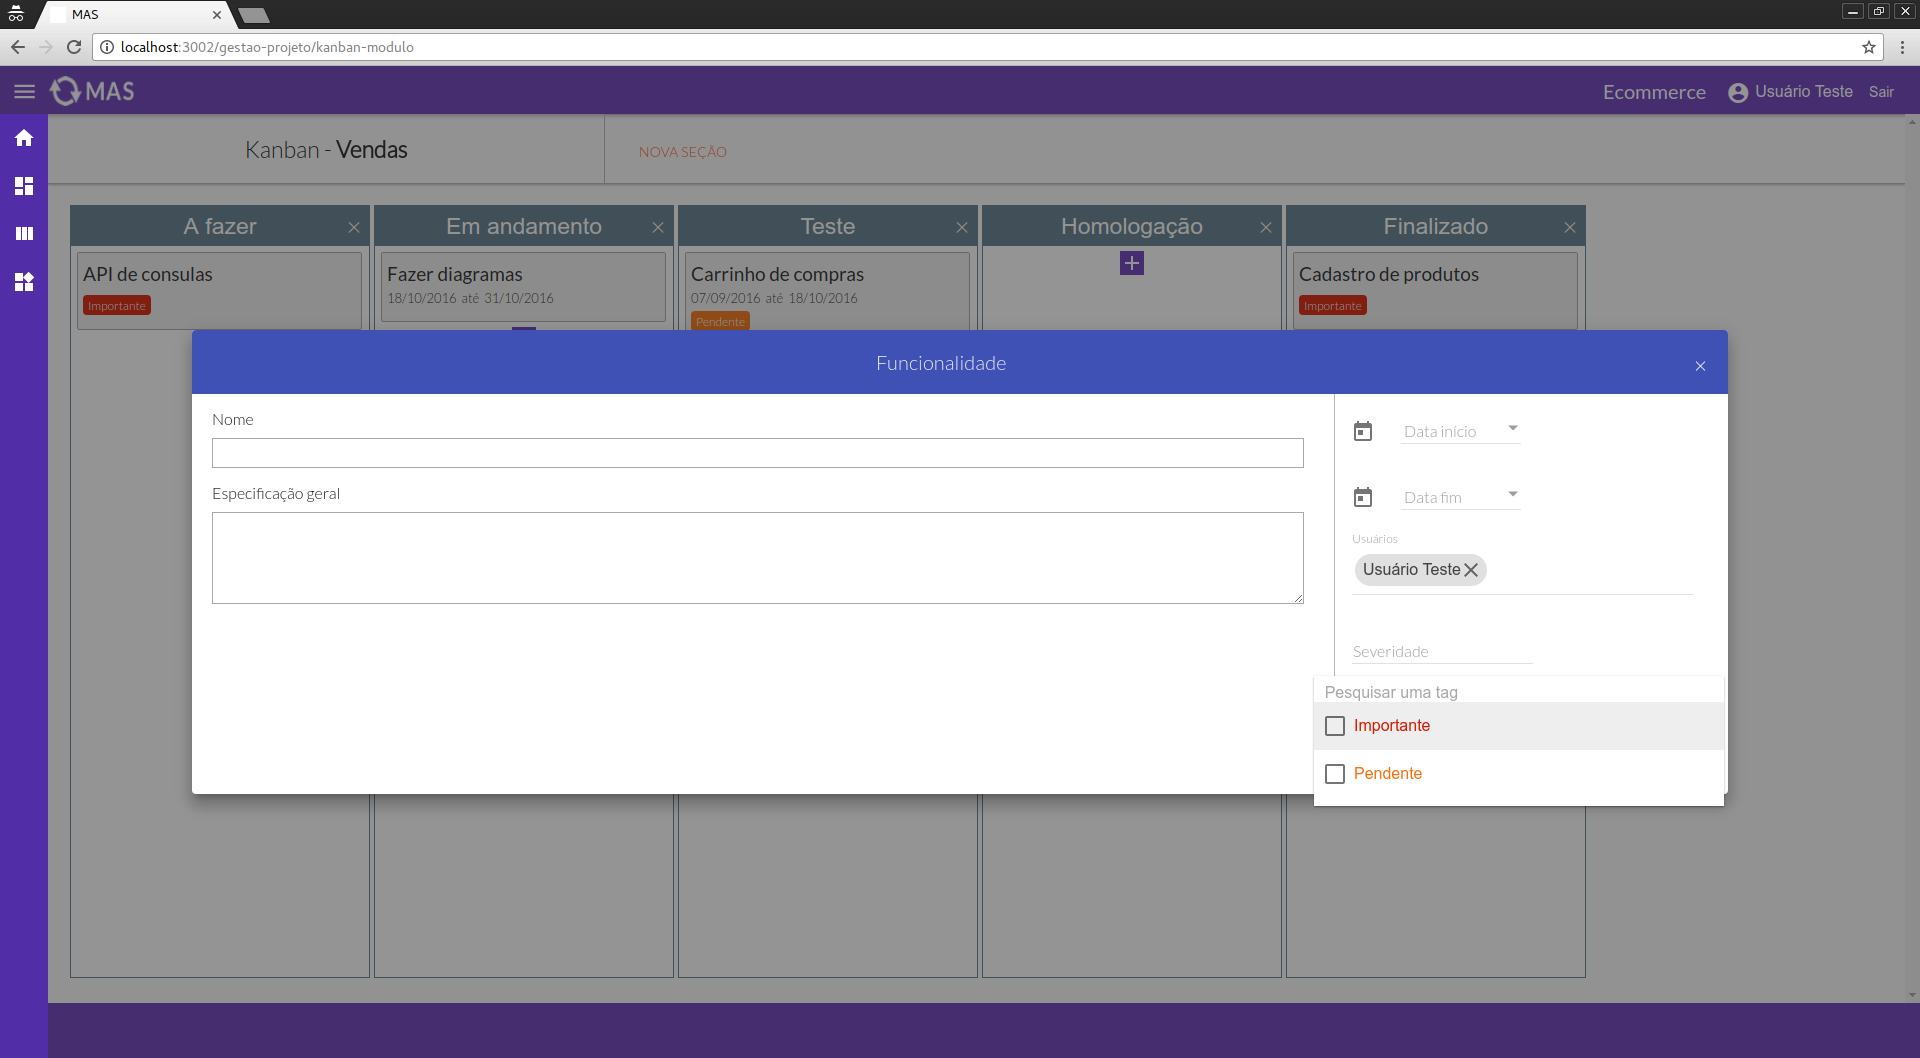 MAS
localhost:3002/gestao-projeto/kanban-modulo
MAS
Ecommerce
Usuário Teste
Sair
Kanban - Vendas
NOVA SEÇÃO
A fazer
Em andamento
Teste
Homologação
Finalizado
API de consulas
Importante
Fazer diagramas
18/10/2016 até 31/10/2016
Carrinho de compras
07/09/2016 até 18/10/2016
Pendente
Cadastro de produtos
Importante
Funcionalidade
Nome
Especificação geral
Data início
Data fim
Usuários
Usuário Teste
Severidade
Pesquisar uma tag
Importante
Pendente